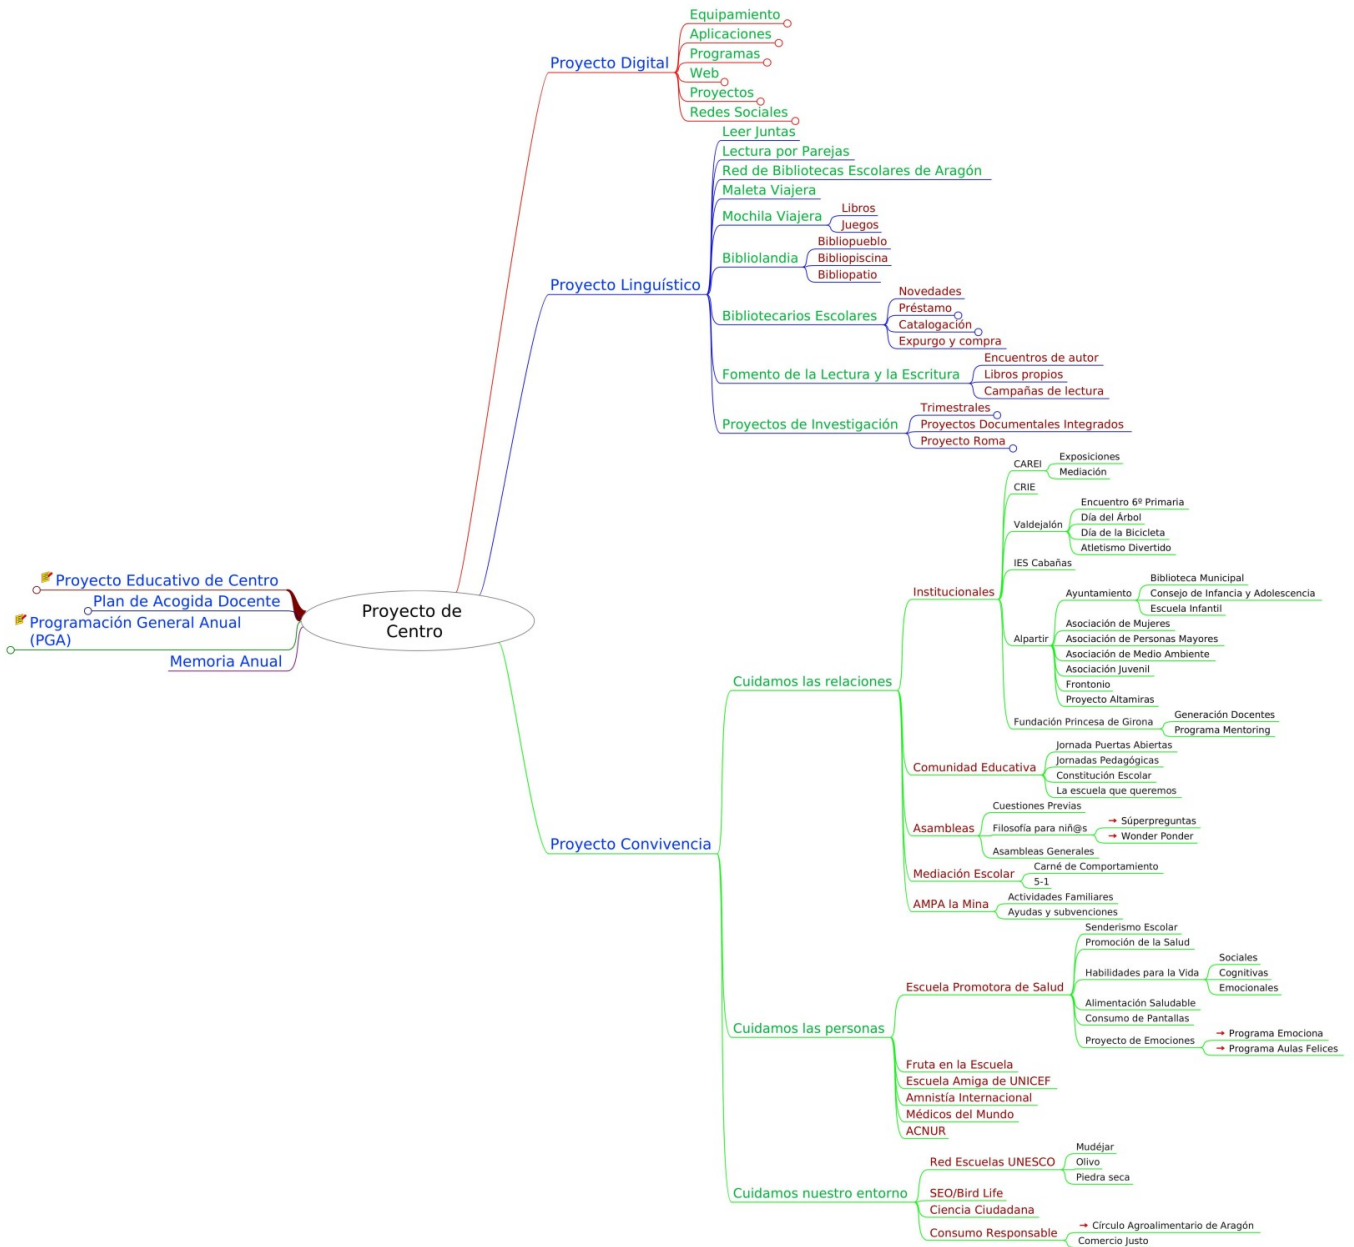 Equipamiento
Aplicaciones
Proyecto Digital
Programas
Web
Proyectos
Redes Sociales
Leer Juntas
Lectura por Parejas
Red de Bibliotecas Escolares de Aragón
Maleta Viajera
Mochila Viajera
Libros
Juegos
Bibliolandia
Bibliopueblo
Bibliopiscina
Bibliopatio
Proyecto Linguístico
Bibliotecarios Escolares
Novedades
Préstamo
Catalogación
Expurgo y compra
Fomento de la Lectura y la Escritura
Encuentros de autor
Libros propios
Campañas de lectura
Proyectos de Investigación
Trimestrales
Proyectos Documentales Integrados
Proyecto Roma
Proyecto Educativo de Centro
Plan de Acogida Docente
Programación General Anual
(PGA)
Memoria Anual
Proyecto de
Centro
Proyecto Convivencia
Cuidamos las relaciones
Institucionales
CAREI
Exposiciones
Mediación
CRIE
Valdejalón
Encuentro 6º Primaria
Día del Árbol
Día de la Bicicleta
Atletismo Divertido
IES Cabañas
Alpartir
Ayuntamiento
Biblioteca Municipal
Consejo de Infancia y Adolescencia
Escuela Infantil
Asociación de Mujeres
Asociación de Personas Mayores
Asociación de Medio Ambiente
Asociación Juvenil
Frontonio
Proyecto Altamiras
Fundación Princesa de Girona
Generación Docentes
Programa Mentoring
Comunidad Educativa
Jornada Puertas Abiertas
Jornadas Pedagógicas
Constitución Escolar
La escuela que queremos
Asambleas
Cuestiones Previas
Filosofía para niñ@s
→ Súperpreguntas
→ Wonder Ponder
Asambleas Generales
Mediación Escolar
Carné de Comportamiento
5-1
AMPA la Mina
Actividades Familiares
Ayudas y subvenciones
Cuidamos las personas
Escuela Promotora de Salud
Senderismo Escolar
Promoción de la Salud
Habilidades para la Vida
Sociales
Cognitivas
Emocionales
Alimentación Saludable
Consumo de Pantallas
Proyecto de Emociones
→ Programa Emociona
→ Programa Aulas Felices
Fruta en la Escuela
Escuela Amiga de UNICEF
Amnistía Internacional
Médicos del Mundo
ACNUR
Cuidamos nuestro entorno
Red Escuelas UNESCO
Mudéjar
Olivo
Piedra seca
SEO/Bird Life
Ciencia Ciudadana
Consumo Responsable
→ Círculo Agroalimentario de Aragón
Comercio Justo